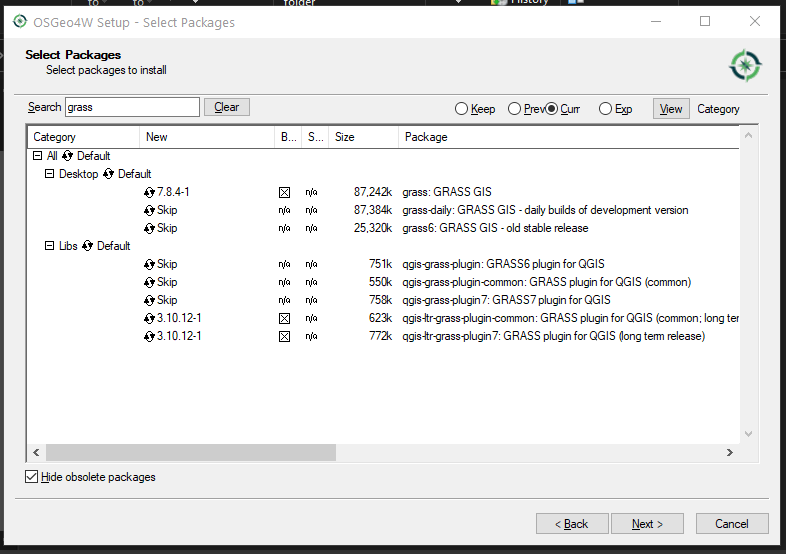 to to folder History
OSGeo4W Setup - Select Packages
Select Packages
Select packages to install
Search grass Clear Keep Prev Curr Exp View Category
Category New B... S... Size Package
All Default
Desktop Default
7.8.4-1 n/a 87,242k grass: GRASS GIS
Skip n/a n/a 87,384k grass-daily: GRASS GIS - daily builds of development version
Skip n/a n/a 25,320k grass6: GRASS GIS - old stable release
Libs Default
Skip n/a n/a 751k qgis-grass-plugin: GRASS6 plugin for QGIS
Skip n/a n/a 550k qgis-grass-plugin-common: GRASS plugin for QGIS (common)
Skip n/a n/a 758k qgis-grass-plugin7: GRASS7 plugin for QGIS
3.10.12-1 n/a 623k qgis-ltr-grass-plugin-common: GRASS plugin for QGIS (common; long ter
3.10.12-1 n/a 772k qgis-ltr-grass-plugin7: GRASS plugin for QGIS (long term release)
Hide obsolete packages
< Back Next > Cancel